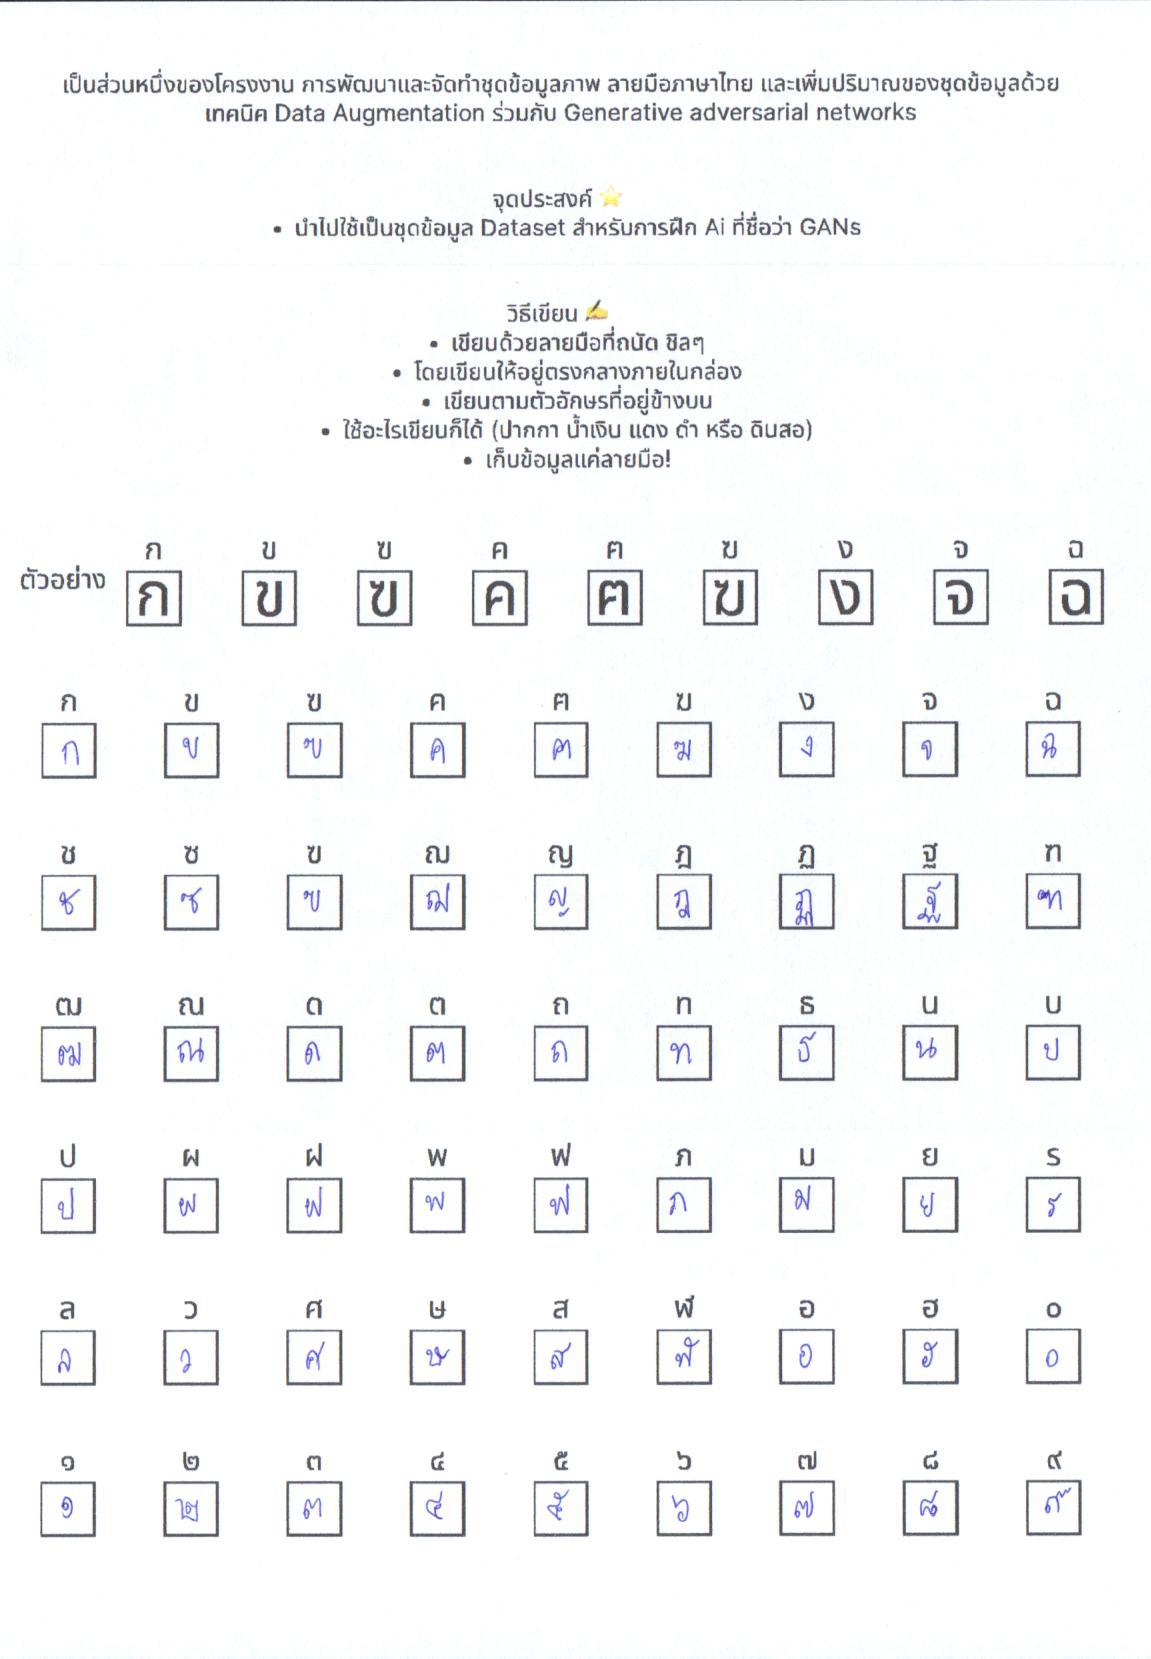 เป็นส่วนหนึ่งของโครงงาน การพัฒนาและจัดทำชุดข้อมูลภาพ ลายมือภาษาไทย และเพิ่มปริมาณของชุดข้อมูลด้วย
เทคนิค Data Augmentation ร่วมกับ Generative adversarial networks
จุดประสงค์ ⭐
• นำไปใช้เป็นชุดข้อมูล Dataset สำหรับการฝึก Ai ที่ชื่อว่า GANs
วิธีเขียน ✍️
• เขียนด้วยลายมือที่ถนัด ชิลๆ
• โดยเขียนให้อยู่ตรงกลางภายในกล่อง
• เขียนตามตัวอักษรที่อยู่ข้างบน
• ใช้อะไรเขียนก็ได้ (ปากกา น้ำเงิน แดง ดำ หรือ ดินสอ)
• เก็บข้อมูลแค่ลายมือ!
ก ข ฃ ค ฅ ฆ ง จ ฉ
ตัวอย่าง ก ข ฃ ค ฅ ฆ ง จ ฉ
ก ข ฃ ค ฅ ฆ ง จ ฉ
ก ข ฃ ค ฅ ฆ ง จ ฉ
ช ซ ฃ ฌ ญ ฎ ฏ ฐ ฑ
ช ซ ฃ ฌ ญ ฎ ฏ ฐ ฑ
ฒ ณ ด ต ถ ท ธ น บ
ฒ ณ ด ต ถ ท ธ น บ
ป ผ ฝ พ ฟ ภ ม ย ร
ป ผ ฝ พ ฟ ภ ม ย ร
ล ว ศ ษ ส ฬ อ ฮ ๐
ล ว ศ ษ ส ฬ อ ฮ ๐
๑ ๒ ๓ ๔ ๕ ๖ ๗ ๘ ๙
๑ ๒ ๓ ๔ ๕ ๖ ๗ ๘ ๙